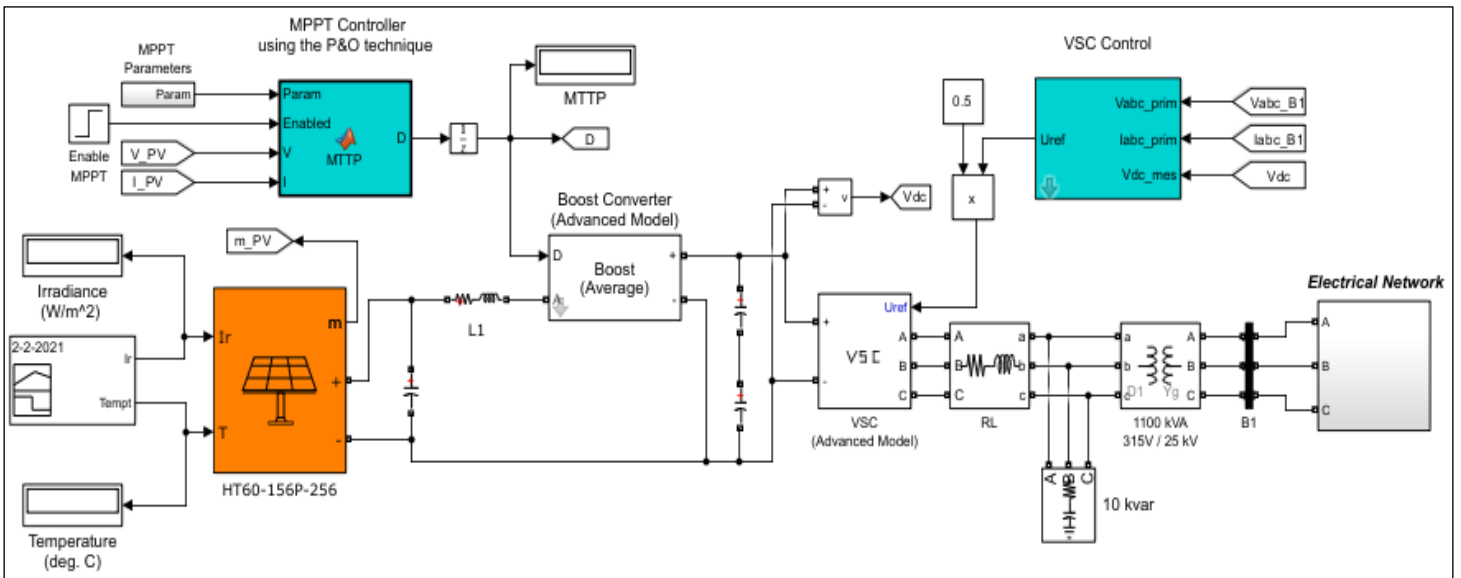 MPPT Controller
using the P&O technique
MPPT
Parameters
Param
Param
Enabled
V
I
D
MTTP
Enable
MPPT
V_PV
I_PV
1
z
MTTP
D
VSC Control
0.5
x
Uref
Vabc_prim
Iabc_prim
Vdc_mes
Vabc_B1
Iabc_B1
Vdc
Boost Converter
(Advanced Model)
D
A
Boost
(Average)
+
-
+
-
v
Vdc
m_PV
Irradiance
(W/m^2)
2-2-2021
Ir
Tempt
Ir
T
m
+
-
HT60-156P-256
Temperature
(deg. C)
L1
Uref
+
-
VSC
A
B
C
VSC
(Advanced Model)
A
B
C
a
b
c
RL
a
b
c
D1
Yg
A
B
C
1100 kVA
315V / 25 kV
B1
Electrical Network
A
B
C
A
B
C
10 kvar